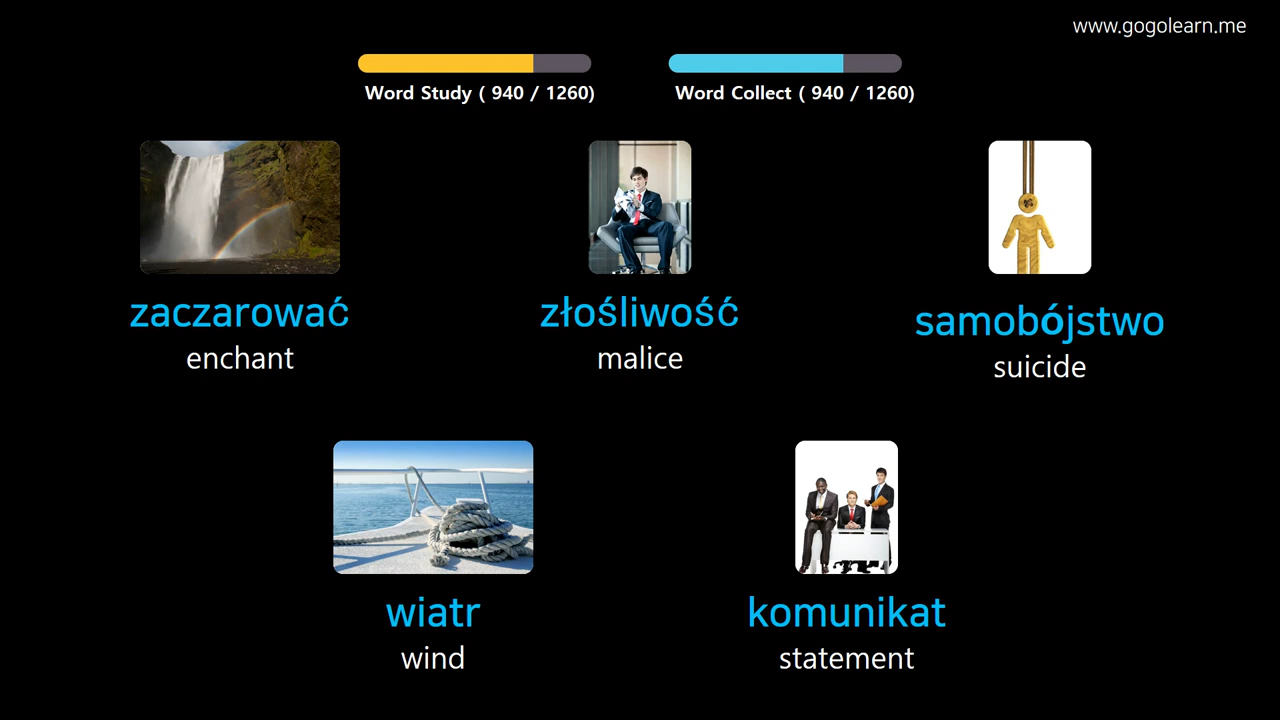 www.gogolearn.me
Word Study ( 940 / 1260)
Word Collect ( 940 / 1260)
zaczarować
enchant
złośliwość
malice
samobójstwo
suicide
wiatr
wind
komunikat
statement